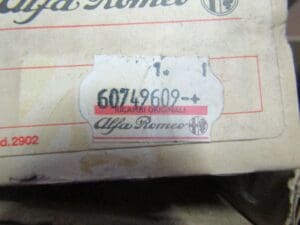 Alfa Romeo
1. 1
60749609-+
RICAMBI ORIGINALI
Alfa Romeo
d.2902